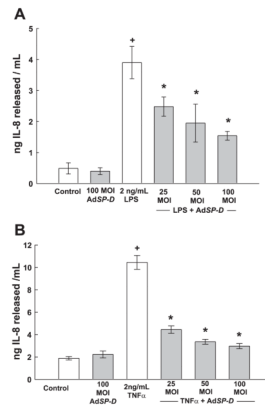 A
ng IL-8 released / mL
5
4
3
2
1
0
+
*
*
*
Control
100 MOI
AdSP-D
2 ng/mL
LPS
25
MOI
50
MOI
100
MOI
LPS + AdSP-D
B
ng IL-8 released /mL
12
10
8
6
4
2
0
+
*
*
*
Control
100
MOI
AdSP-D
2ng/mL
TNFα
25
MOI
50
MOI
100
MOI
TNFα + AdSP-D